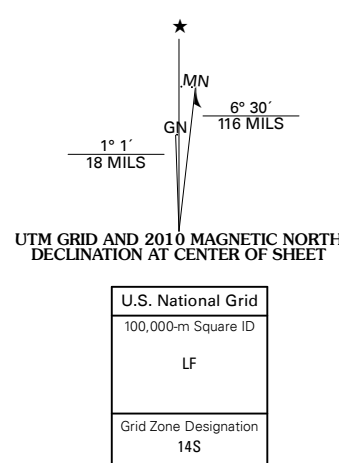 ★
MN
GN
6° 30´
116 MILS
1° 1´
18 MILS
UTM GRID AND 2010 MAGNETIC NORTH
DECLINATION AT CENTER OF SHEET
U.S. National Grid
100,000-m Square ID
LF
Grid Zone Designation
14S